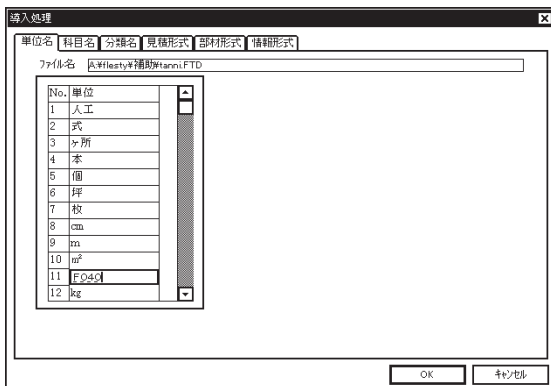 導入処理
単位名 科目名 分類名 見積形式 部材形式 情報形式
ファイル名 A:¥flesty¥補助¥tanni.FTD
No. 単位
1 人工
2 式
3 ヶ所
4 本
5 個
6 坪
7 枚
8 cm
9 m
10 m²
11 F040
12 kg
OK キャンセル